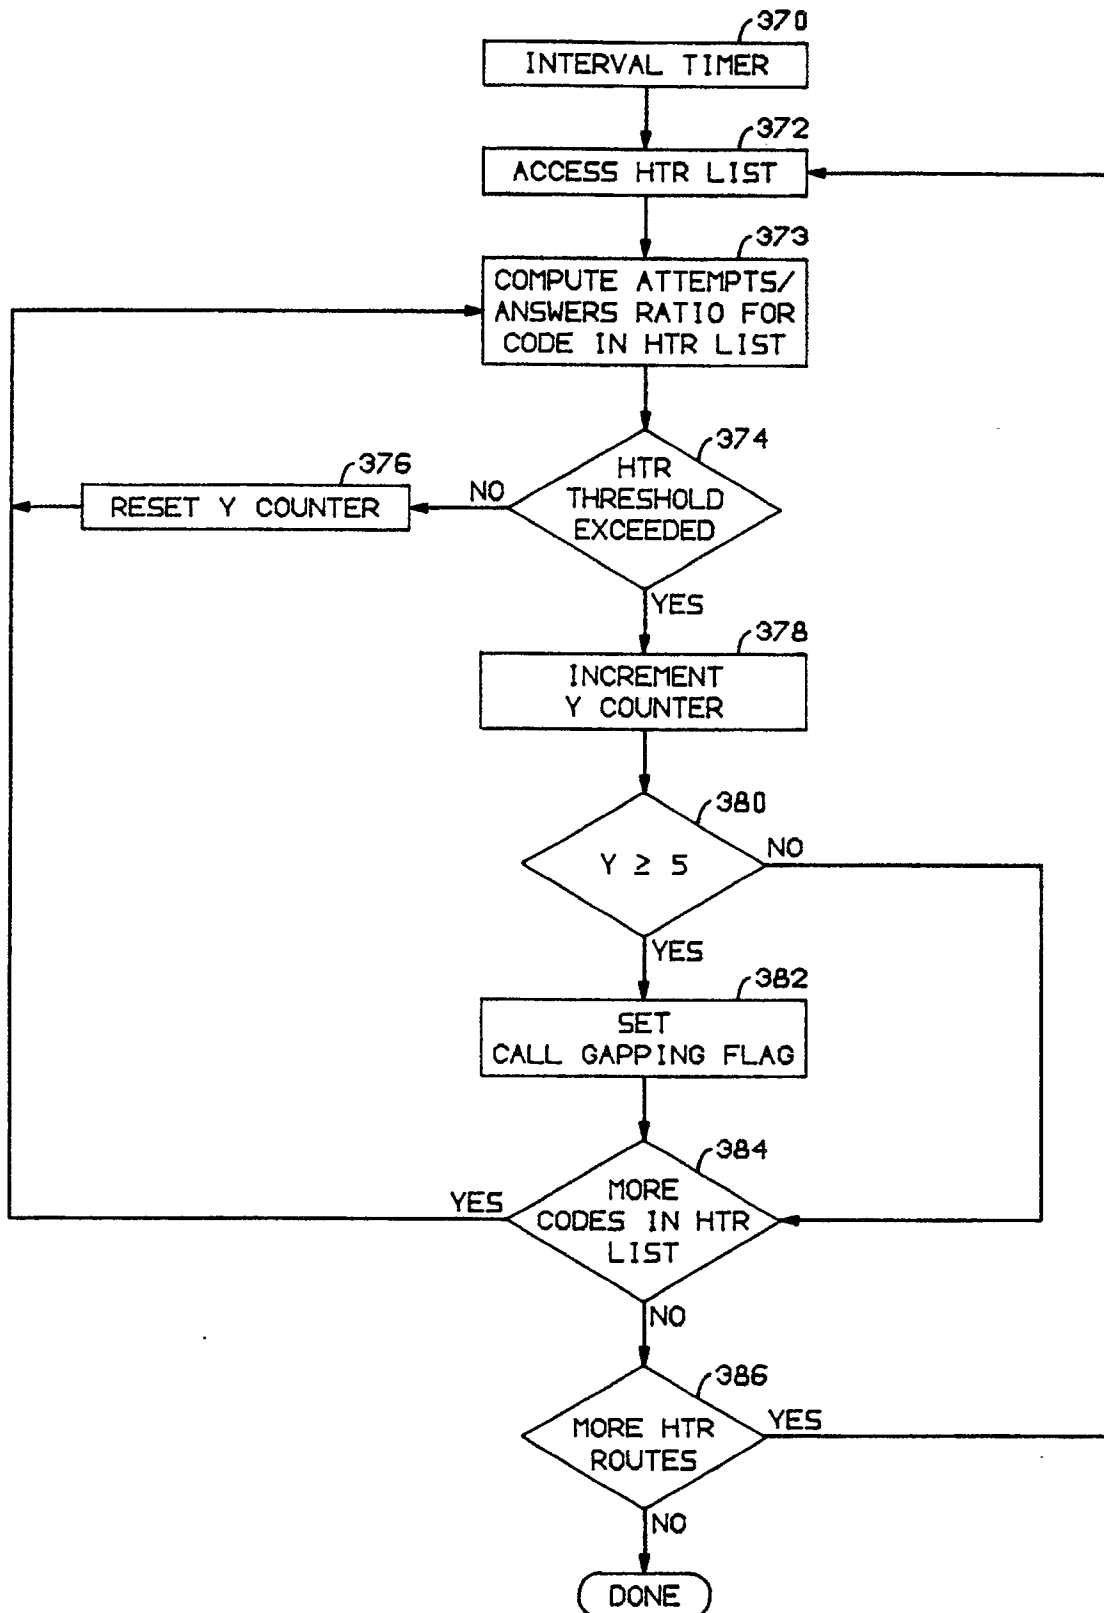 370
INTERVAL TIMER
372
ACCESS HTR LIST
373
COMPUTE ATTEMPTS/
ANSWERS RATIO FOR
CODE IN HTR LIST
374
HTR
THRESHOLD
EXCEEDED
NO
376
RESET Y COUNTER
YES
378
INCREMENT
Y COUNTER
380
Y ≥ 5
NO
YES
382
SET
CALL GAPPING FLAG
384
MORE
CODES IN HTR
LIST
YES
NO
386
MORE HTR
ROUTES
YES
NO
DONE